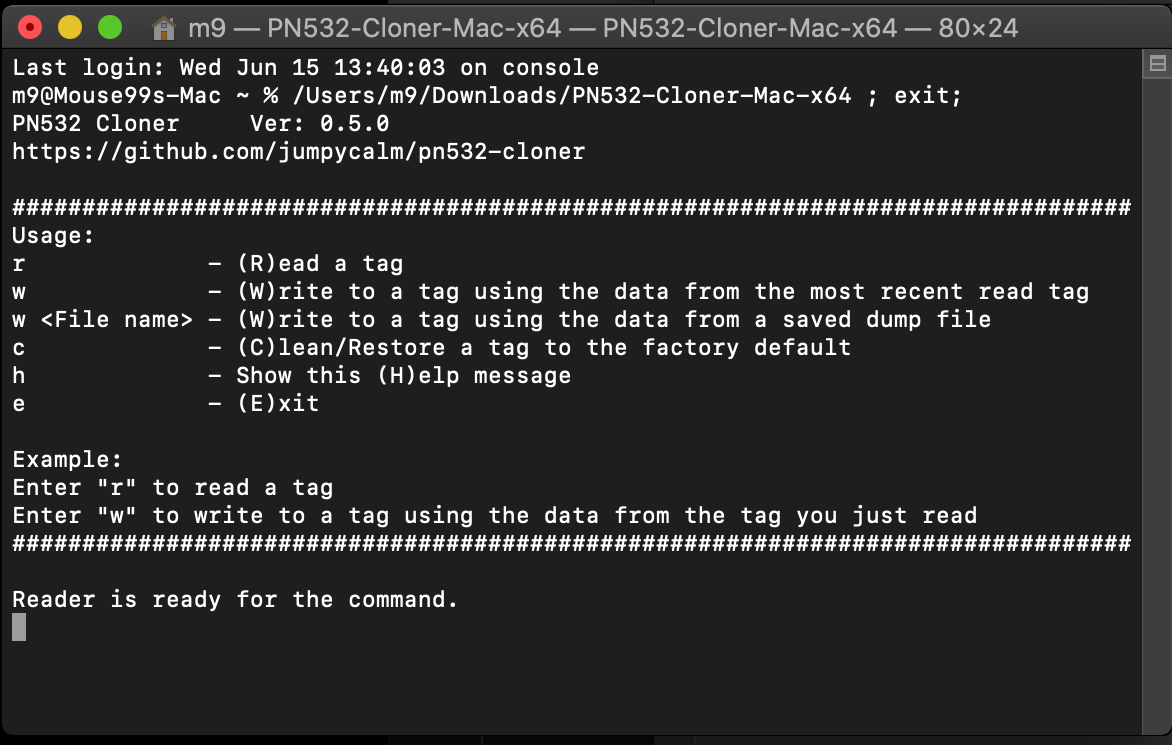 m9 — PN532-Cloner-Mac-x64 — PN532-Cloner-Mac-x64 — 80×24
Last login: Wed Jun 15 13:40:03 on console
m9@Mouse99s-Mac ~ % /Users/m9/Downloads/PN532-Cloner-Mac-x64 ; exit;
PN532 Cloner     Ver: 0.5.0
https://github.com/jumpycalm/pn532-cloner
################################################################################
Usage:
r             - (R)ead a tag
w             - (W)rite to a tag using the data from the most recent read tag
w <File name> - (W)rite to a tag using the data from a saved dump file
c             - (C)lean/Restore a tag to the factory default
h             - Show this (H)elp message
e             - (E)xit
Example:
Enter "r" to read a tag
Enter "w" to write to a tag using the data from the tag you just read
################################################################################
Reader is ready for the command.